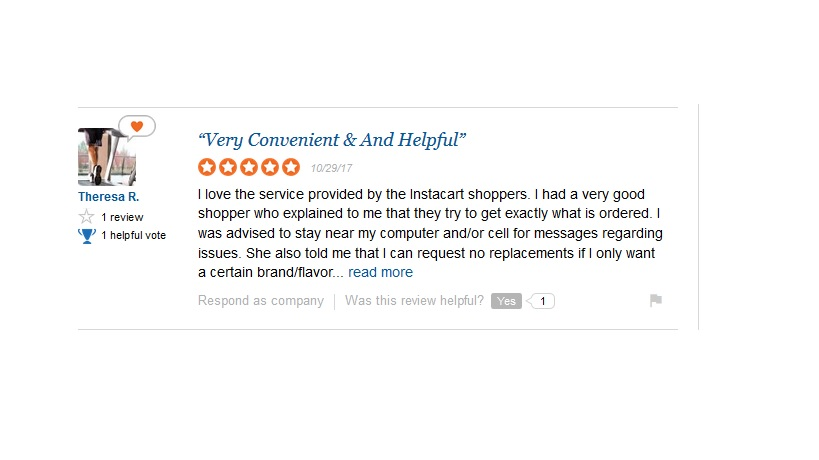 “Very Convenient & And Helpful”
10/29/17
Theresa R.
1 review
1 helpful vote
I love the service provided by the Instacart shoppers. I had a very good
shopper who explained to me that they try to get exactly what is ordered. I
was advised to stay near my computer and/or cell for messages regarding
issues. She also told me that I can request no replacements if I only want
a certain brand/flavor... read more
Respond as company Was this review helpful? Yes 1